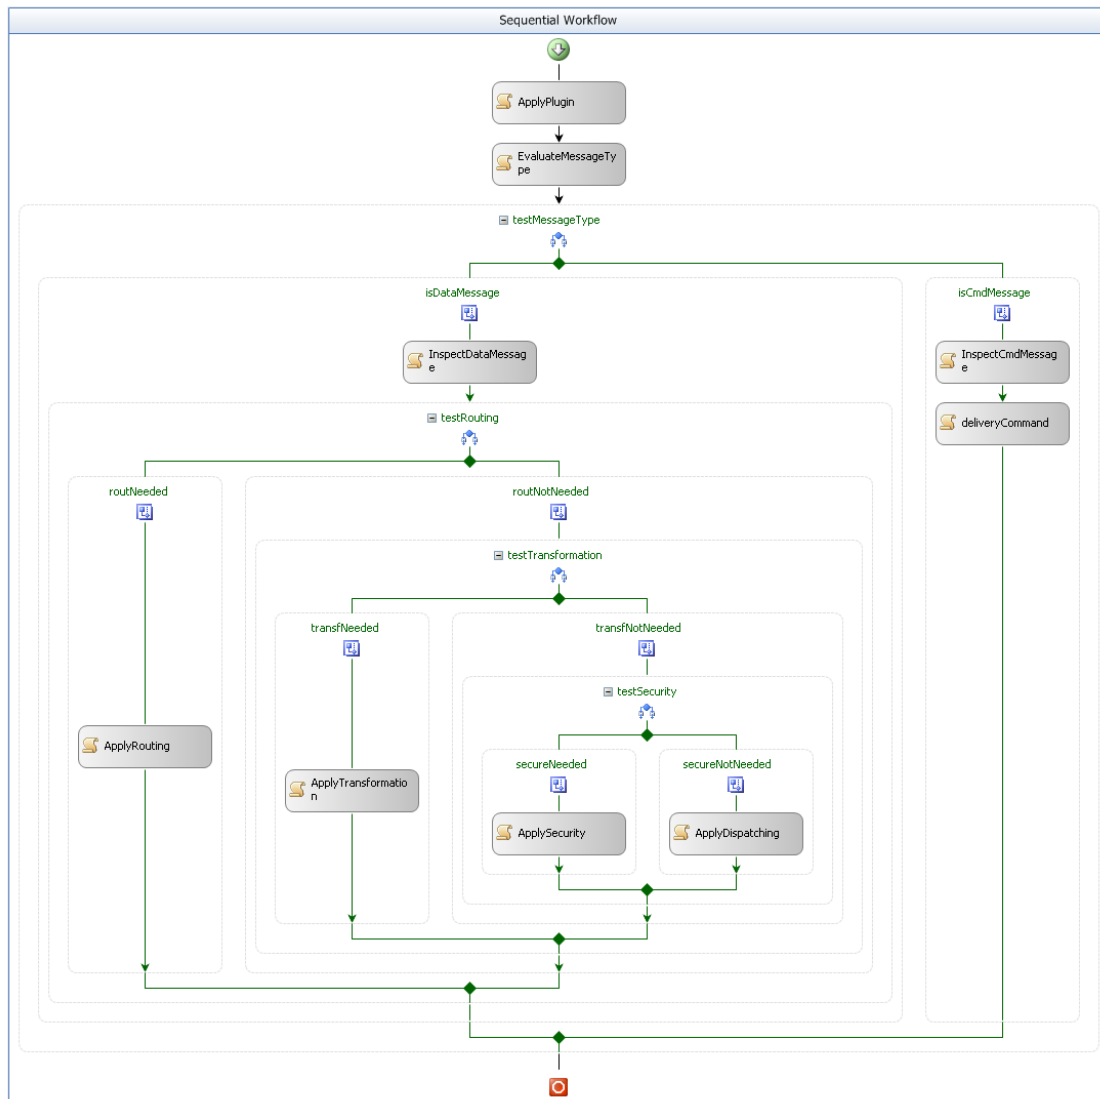 Sequential Workflow
ApplyPlugin
EvaluateMessageTy
pe
testMessageType
isDataMessage
isCmdMessage
InspectDataMessag
e
InspectCmdMessag
e
testRouting
deliveryCommand
routNeeded
routNotNeeded
testTransformation
transfNeeded
transfNotNeeded
testSecurity
ApplyRouting
secureNeeded
secureNotNeeded
ApplyTransformatio
n
ApplySecurity
ApplyDispatching